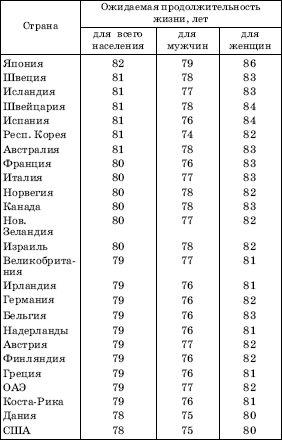 Страна
Ожидаемая продолжительность
жизни, лет
для всего
населения
для
мужчин
для
женщин
Япония 82 79 86
Швеция 81 78 83
Исландия 81 77 83
Швейцария 81 78 84
Испания 81 76 84
Респ. Корея 81 74 82
Австралия 81 78 83
Франция 80 76 83
Италия 80 77 83
Норвегия 80 78 82
Канада 80 78 83
Нов. 80 77 82
Зеландия
Израиль 80 78 82
Великобрита- 79 77 81
ния
Ирландия 79 76 81
Германия 79 76 82
Бельгия 79 76 83
Надерланды 79 76 81
Австрия 79 77 82
Финляндия 79 76 82
Греция 79 76 81
ОАЭ 79 77 82
Коста-Рика 79 76 81
Дания 78 75 80
США 78 75 80